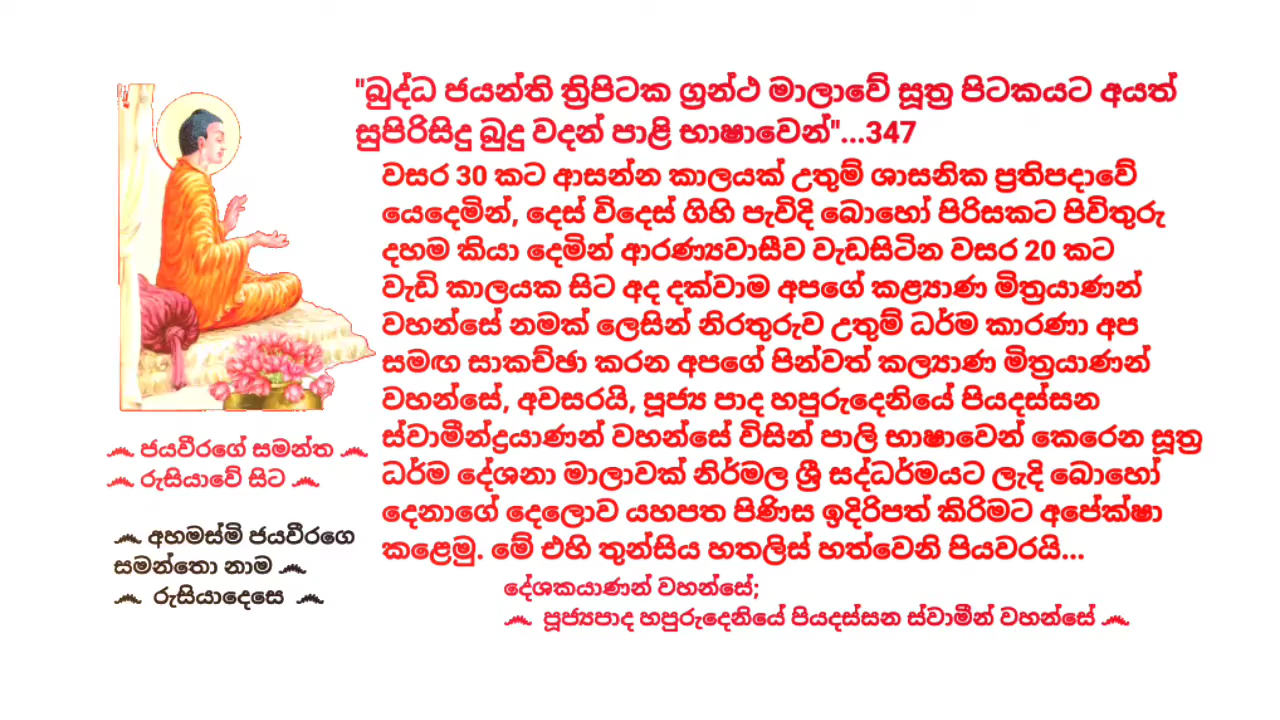 "බුද්ධ ජයන්ති ත්‍රිපිටක ග්‍රන්ථ මාලාවේ සූත්‍ර පිටකයට අයත්
සුපිරිසිදු බුදු වදන් පාළි භාෂාවෙන්"...347
වසර 30 කට ආසන්න කාලයක් උතුම් ශාසනික ප්‍රතිපදාවේ
යෙදෙමින්, දෙස් විදෙස් ගිහි පැවිදි බොහෝ පිරිසකට පිවිතුරු
දහම කියා දෙමින් ආරණ්‍යවාසීව වැඩසිටින වසර 20 කට
වැඩි කාලයක සිට අද දක්වාම අපගේ කළ්‍යාණ මිත්‍රයාණන්
වහන්සේ නමක් ලෙසින් නිරතුරුව උතුම් ධර්ම කාරණා අප
සමඟ සාකච්ඡා කරන අපගේ පින්වත් කල්‍යාණ මිත්‍රයාණන්
වහන්සේ, අවසරයි, පූජ්‍ය පාද හපුරුදෙනියේ පියදස්සන
ස්වාමීන්ද්‍රයාණන් වහන්සේ විසින් පාලි භාෂාවෙන් කෙරෙන සූත්‍ර
ධර්ම දේශනා මාලාවක් නිර්මල ශ්‍රී සද්ධර්මයට ලැදි බොහෝ
දෙනාගේ දෙලොව යහපත පිණිස ඉදිරිපත් කිරිමට අපේක්ෂා
කළෙමු. මේ එහි තුන්සිය හතලිස් හත්වෙනි පියවරයි...
දේශකයාණන් වහන්සේ;
පූජ්‍යපාද හපුරුදෙනියේ පියදස්සන ස්වාමීන් වහන්සේ
ජයවීරගේ සමන්ත
රුසියාවේ සිට
අහමස්මි ජයවීරගෙ
සමන්තො නාම
රුසියාදෙසෙ